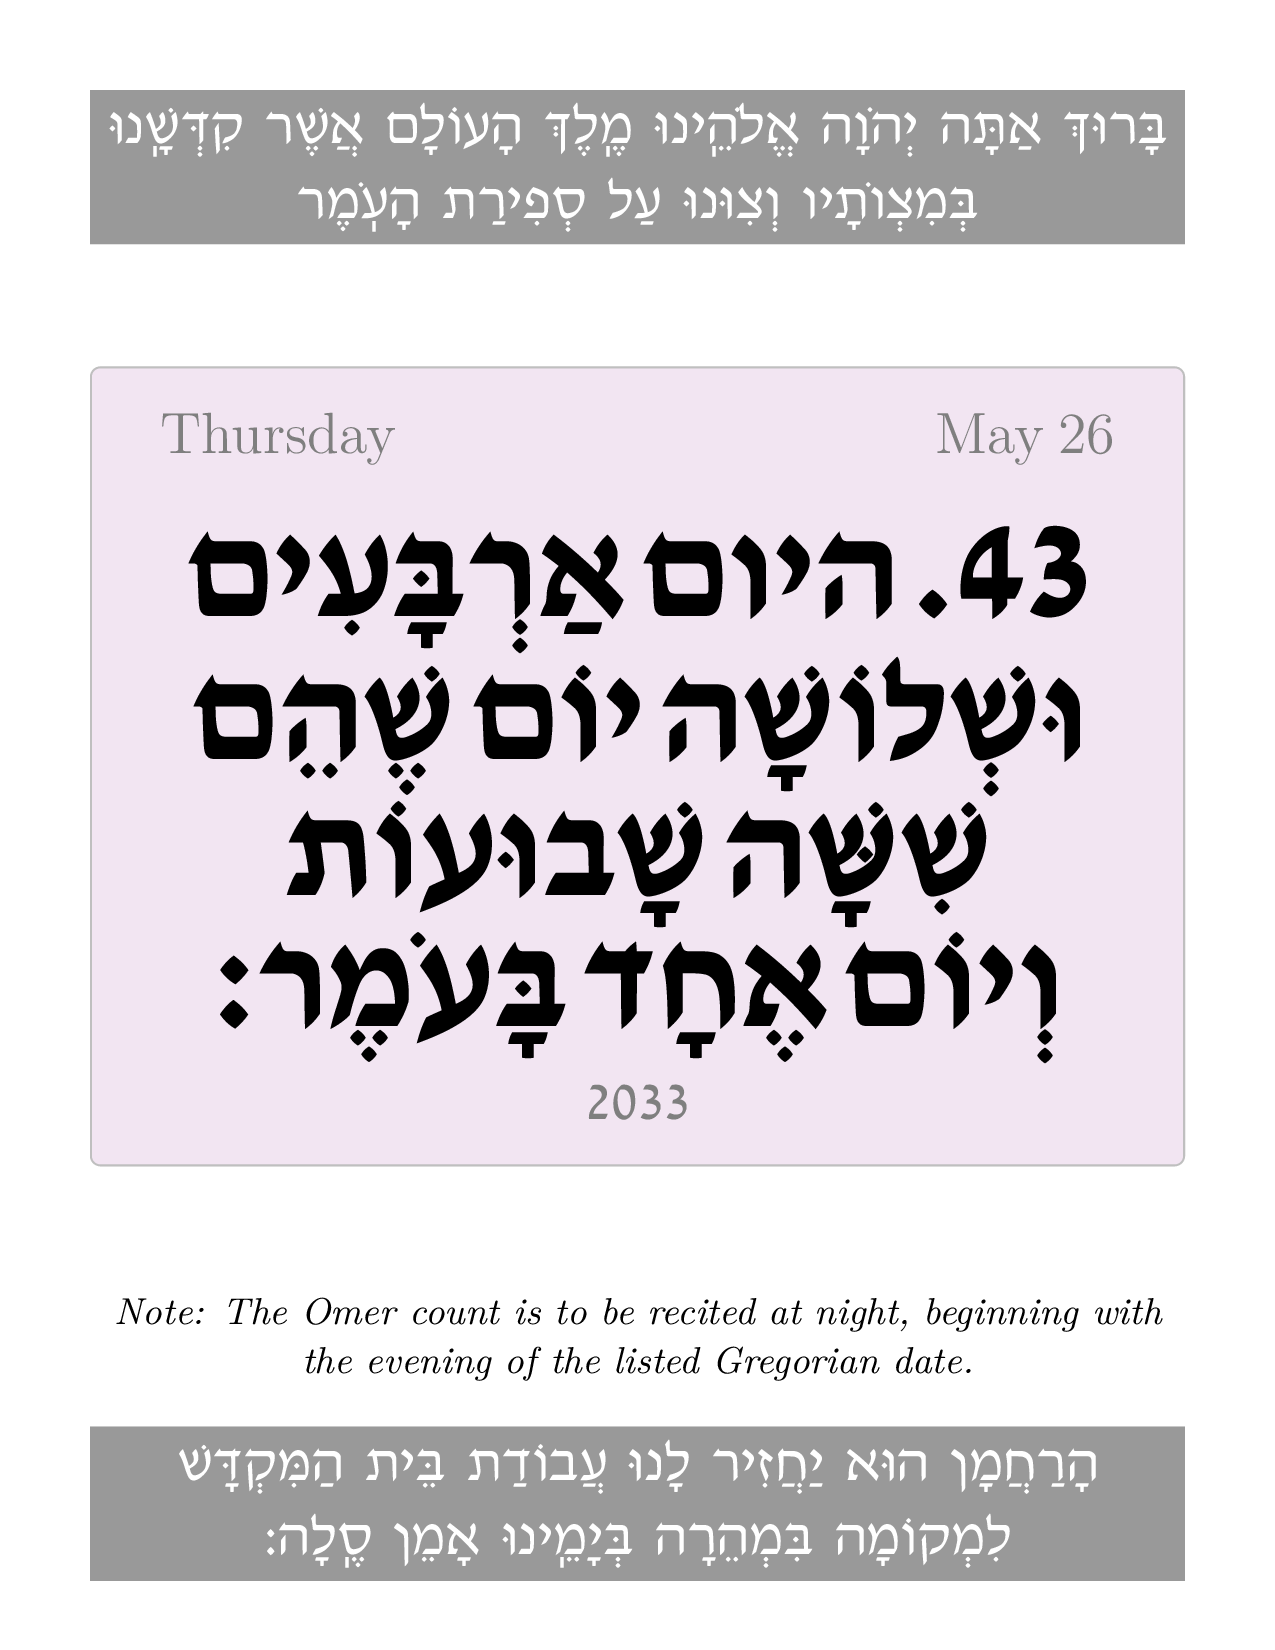 בָּרוּךְ אַתָּה יְהֹוָה אֱלֹהֵֽינוּ מֶֽלֶךְ הָעוֹלָם אֲשֶׁר קִדְּשָֽׁנוּ
בְּמִצְוֹתָיו וְצִוּנוּ עַל סְפִירַת הָעֹֽמֶר
Thursday May 26
43. היום אַרְבָּעִים
וּשְׁלוֹשָׁה יוֹם שֶׁהֵם
שִׁשָּׁה שָׁבוּעוֹת
וְיוֹם אֶחָד בָּעֹמֶר:
2033
Note: The Omer count is to be recited at night, beginning with
the evening of the listed Gregorian date.
הָרַחֲמָן הוּא יַחֲזִיר לָנוּ עֲבוֹדַת בֵּית הַמִּקְדָּשׁ
לִמְקוֹמָה בִּמְהֵרָה בְּיָמֵֽינוּ אָמֵן סֶֽלָה: